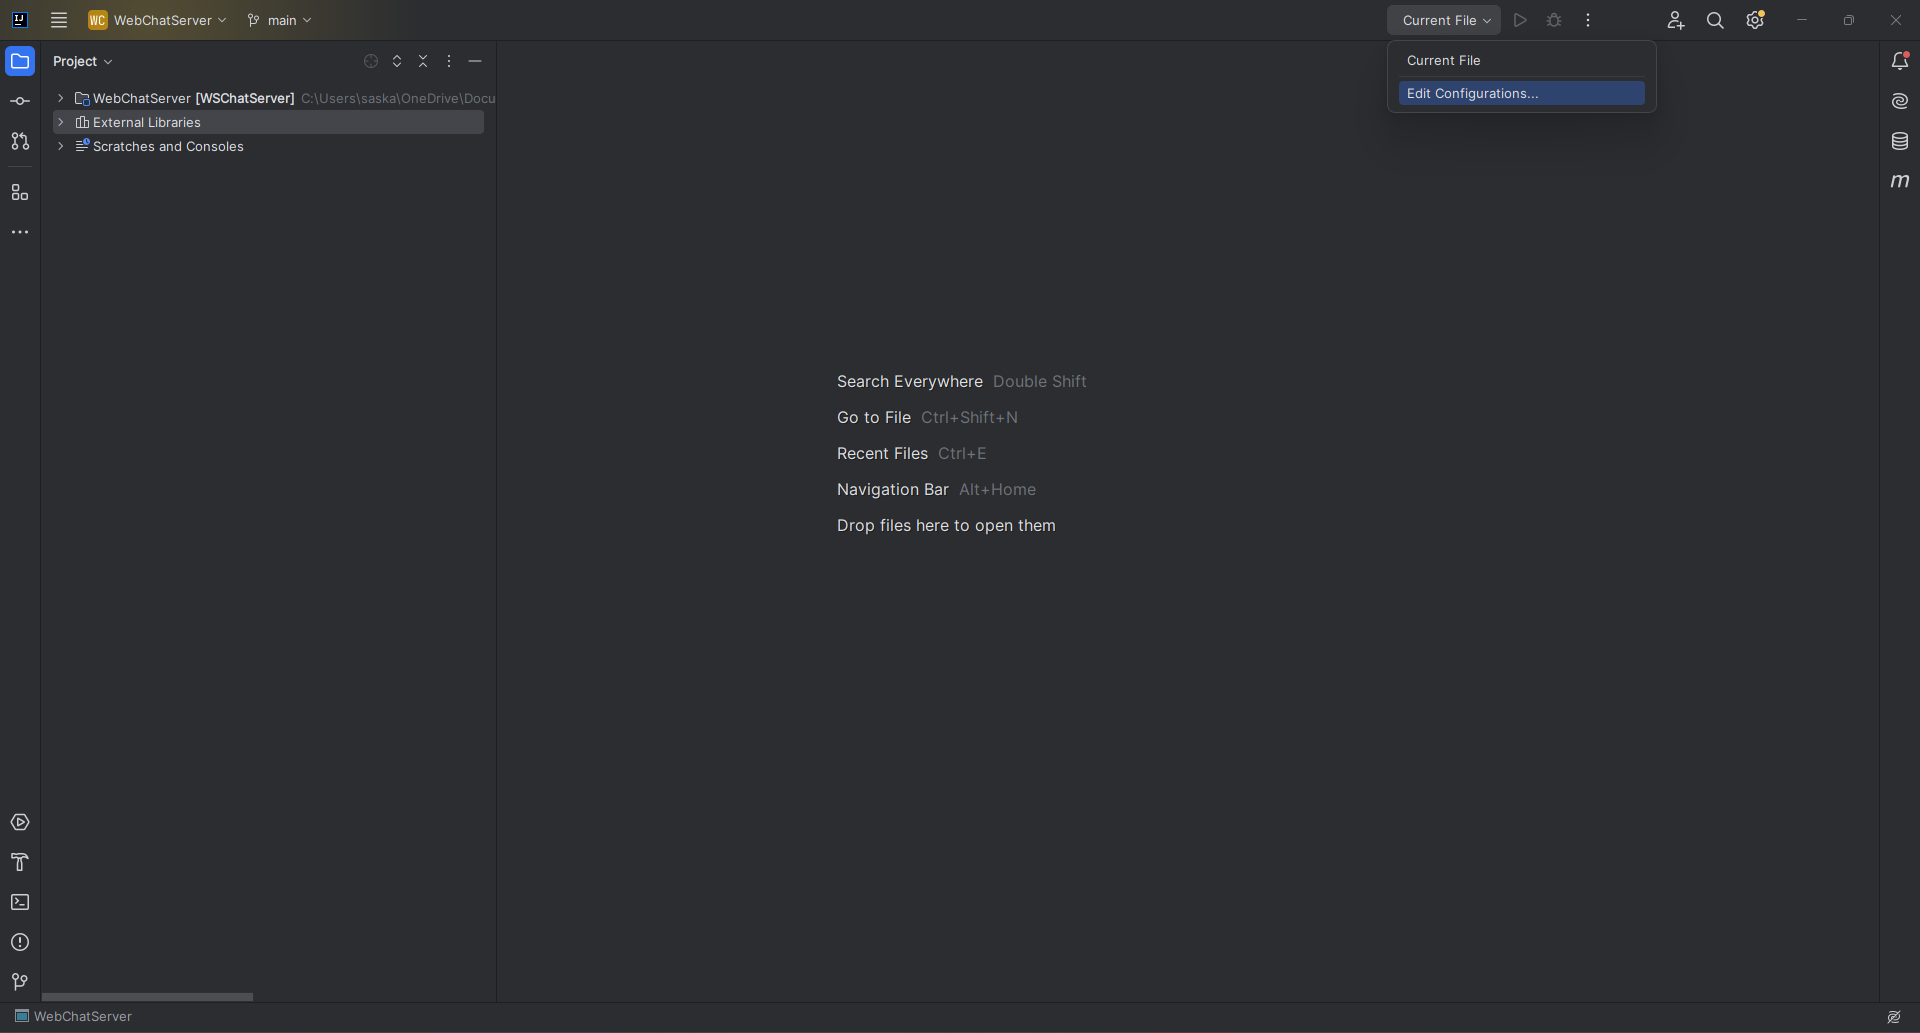 WC WebChatServer main Current File
Project
Current File
Edit Configurations...
WebChatServer [WSChatServer] C:\Users\saska\OneDrive\Docu
External Libraries
Scratches and Consoles
m
Search Everywhere Double Shift
Go to File Ctrl+Shift+N
Recent Files Ctrl+E
Navigation Bar Alt+Home
Drop files here to open them
WebChatServer